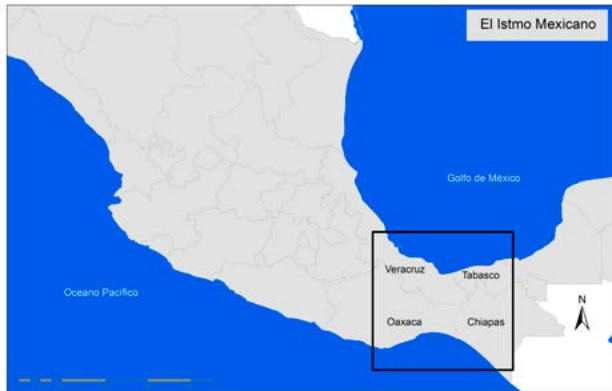 El Istmo Mexicano
Golfo de México
Veracruz
Tabasco
Oceano Pacífico
N
Oaxaca
Chiapas